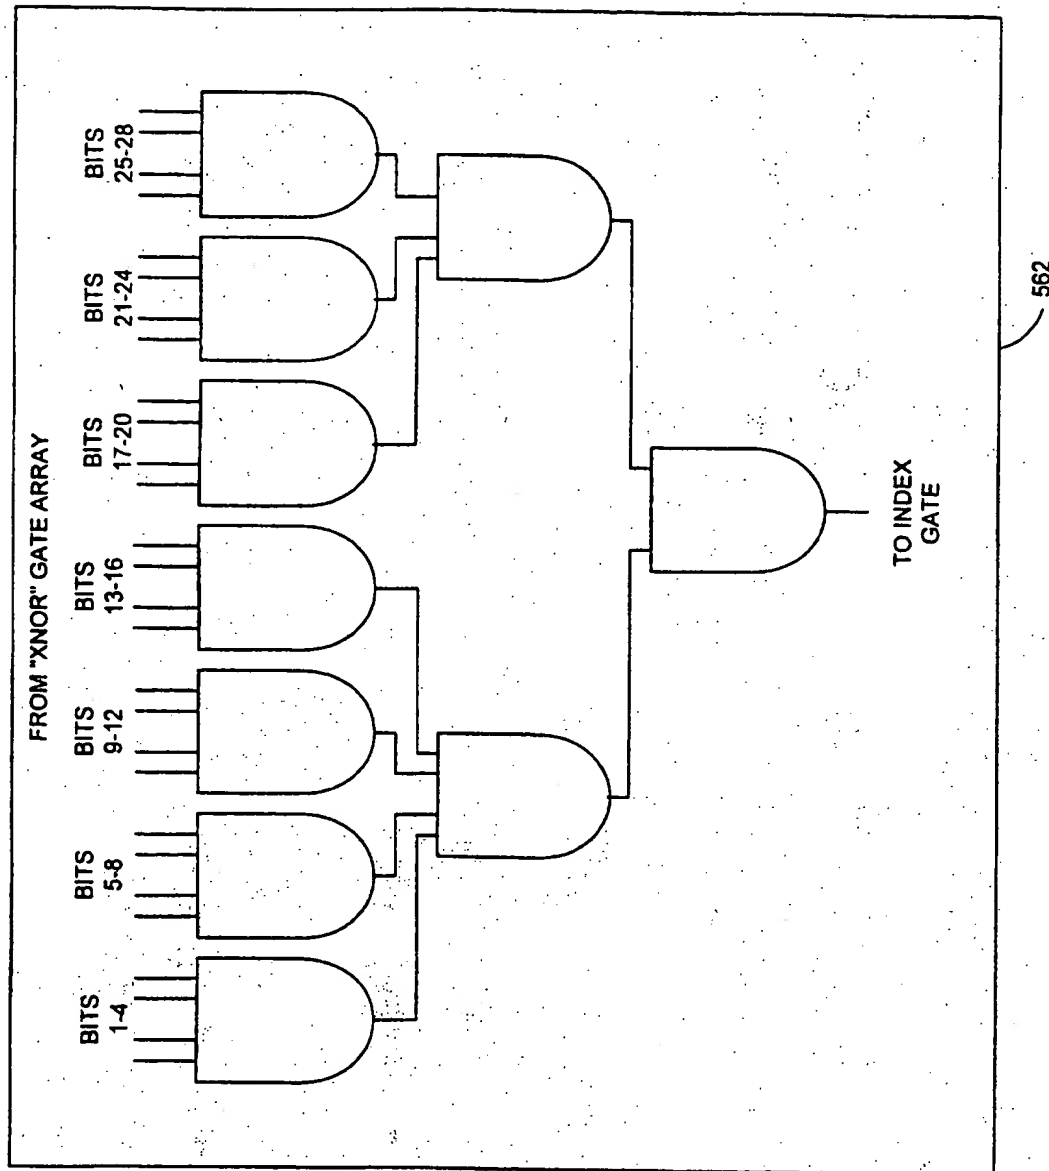 FROM "XNOR" GATE ARRAY
BITS
1-4
BITS
5-8
BITS
9-12
BITS
13-16
BITS
17-20
BITS
21-24
BITS
25-28
TO INDEX
GATE
562